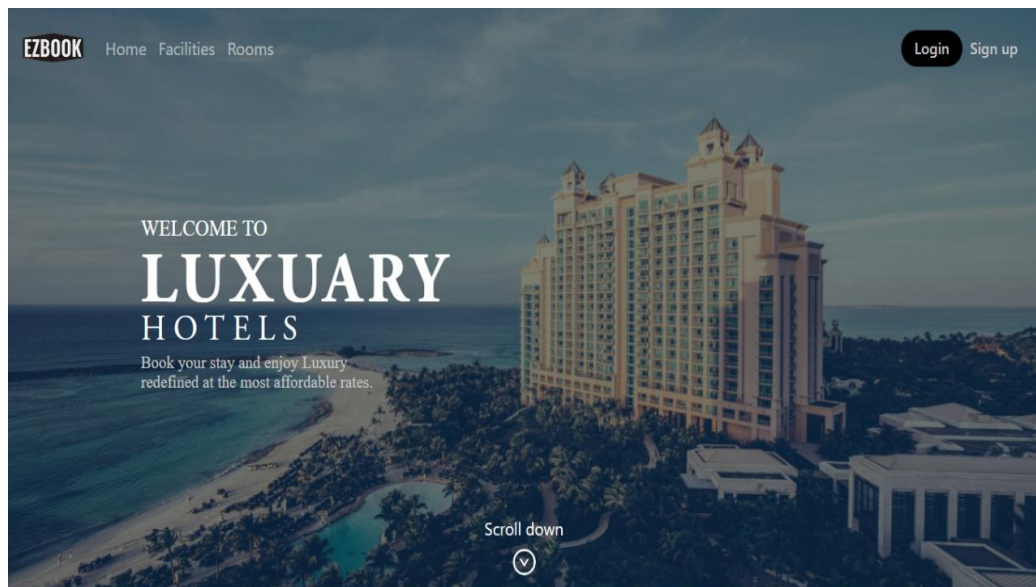 EZBOOK
Home Facilities Rooms
Login Sign up
WELCOME TO
LUXUARY
HOTELS
Book your stay and enjoy Luxury
redefined at the most affordable rates.
Scroll down